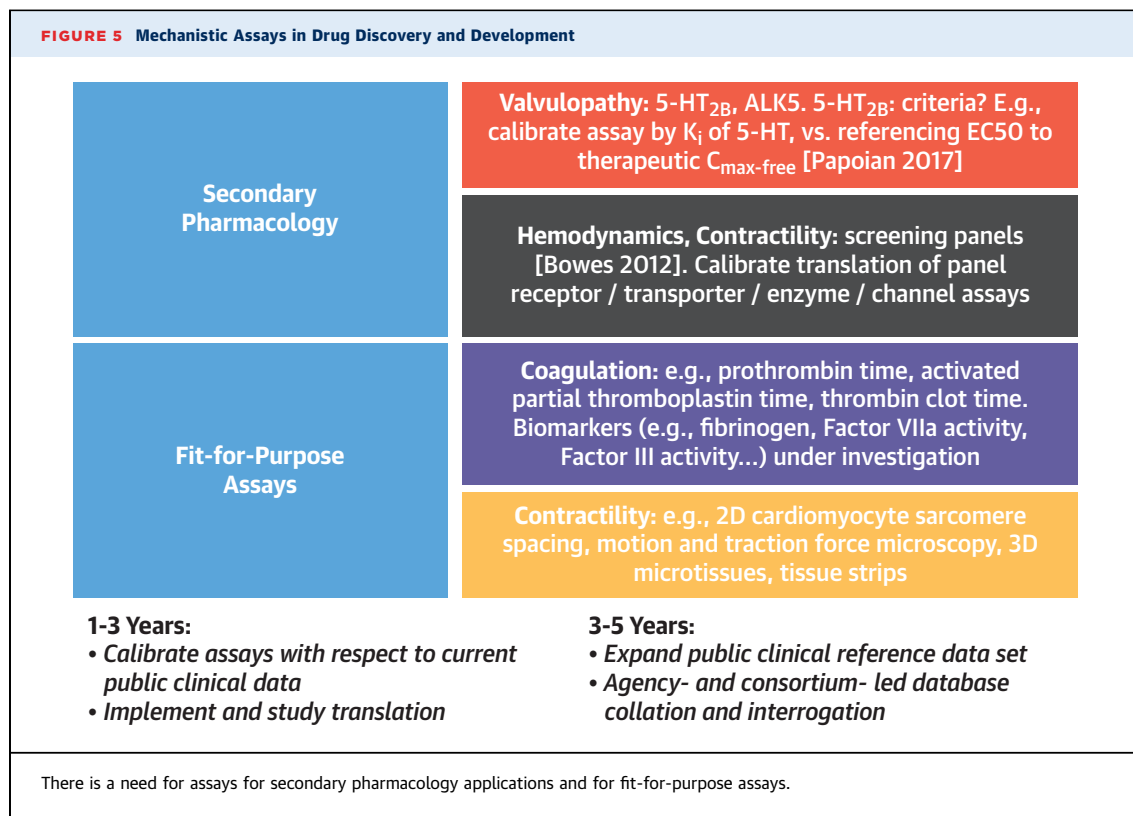 FIGURE 5 Mechanistic Assays in Drug Discovery and Development
Secondary
Pharmacology
Valvulopathy: 5-HT2B, ALK5. 5-HT2B: criteria? E.g.,
calibrate assay by Ki of 5-HT, vs. referencing EC50 to
therapeutic Cmax-free [Papoian 2017]
Hemodynamics, Contractility: screening panels
[Bowes 2012]. Calibrate translation of panel
receptor / transporter / enzyme / channel assays
Fit-for-Purpose
Assays
Coagulation: e.g., prothrombin time, activated
partial thromboplastin time, thrombin clot time.
Biomarkers (e.g., fibrinogen, Factor VIIa activity,
Factor III activity...) under investigation
Contractility: e.g., 2D cardiomyocyte sarcomere
spacing, motion and traction force microscopy, 3D
microtissues, tissue strips
1-3 Years:
• Calibrate assays with respect to current
public clinical data
• Implement and study translation
3-5 Years:
• Expand public clinical reference data set
• Agency- and consortium- led database
collation and interrogation
There is a need for assays for secondary pharmacology applications and for fit-for-purpose assays.